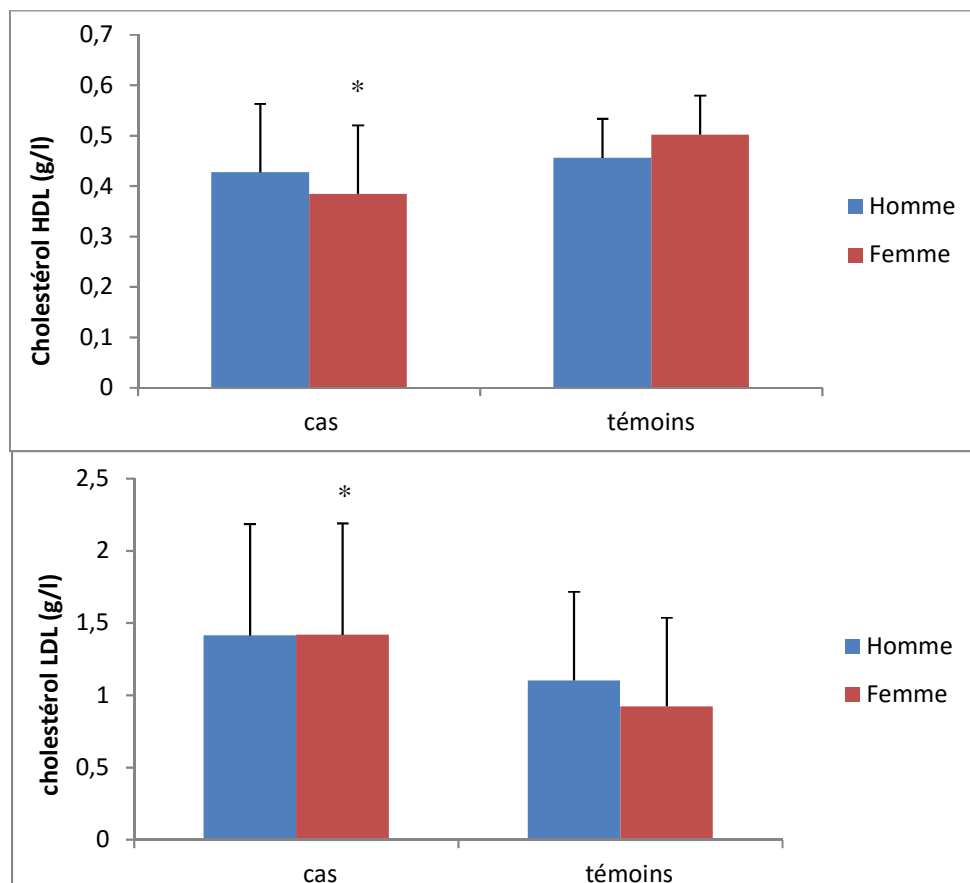 Cholestérol HDL (g/l)
0,7
0,6
0,5
0,4
0,3
0,2
0,1
0
*
cas
témoins
Homme
Femme
cholestérol LDL (g/l)
2,5
2
1,5
1
0,5
0
*
cas
témoins
Homme
Femme